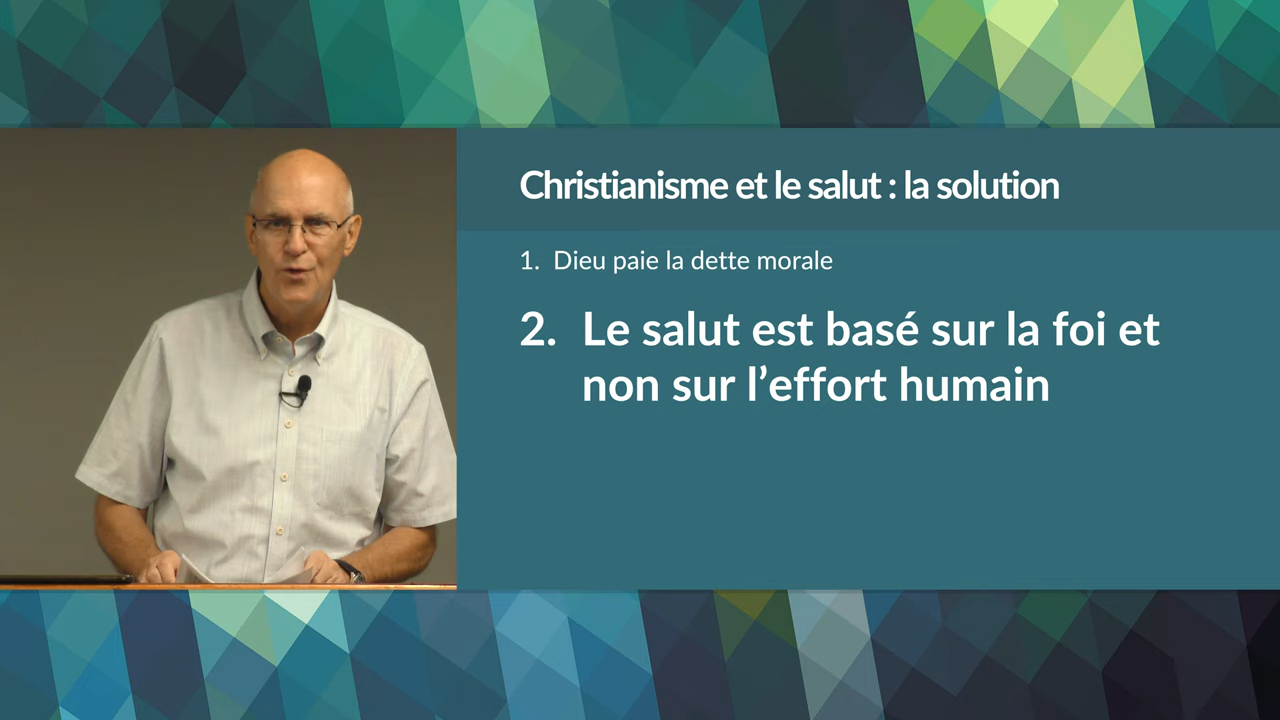 Christianisme et le salut : la solution
1. Dieu paie la dette morale
2. Le salut est basé sur la foi et
non sur l’effort humain